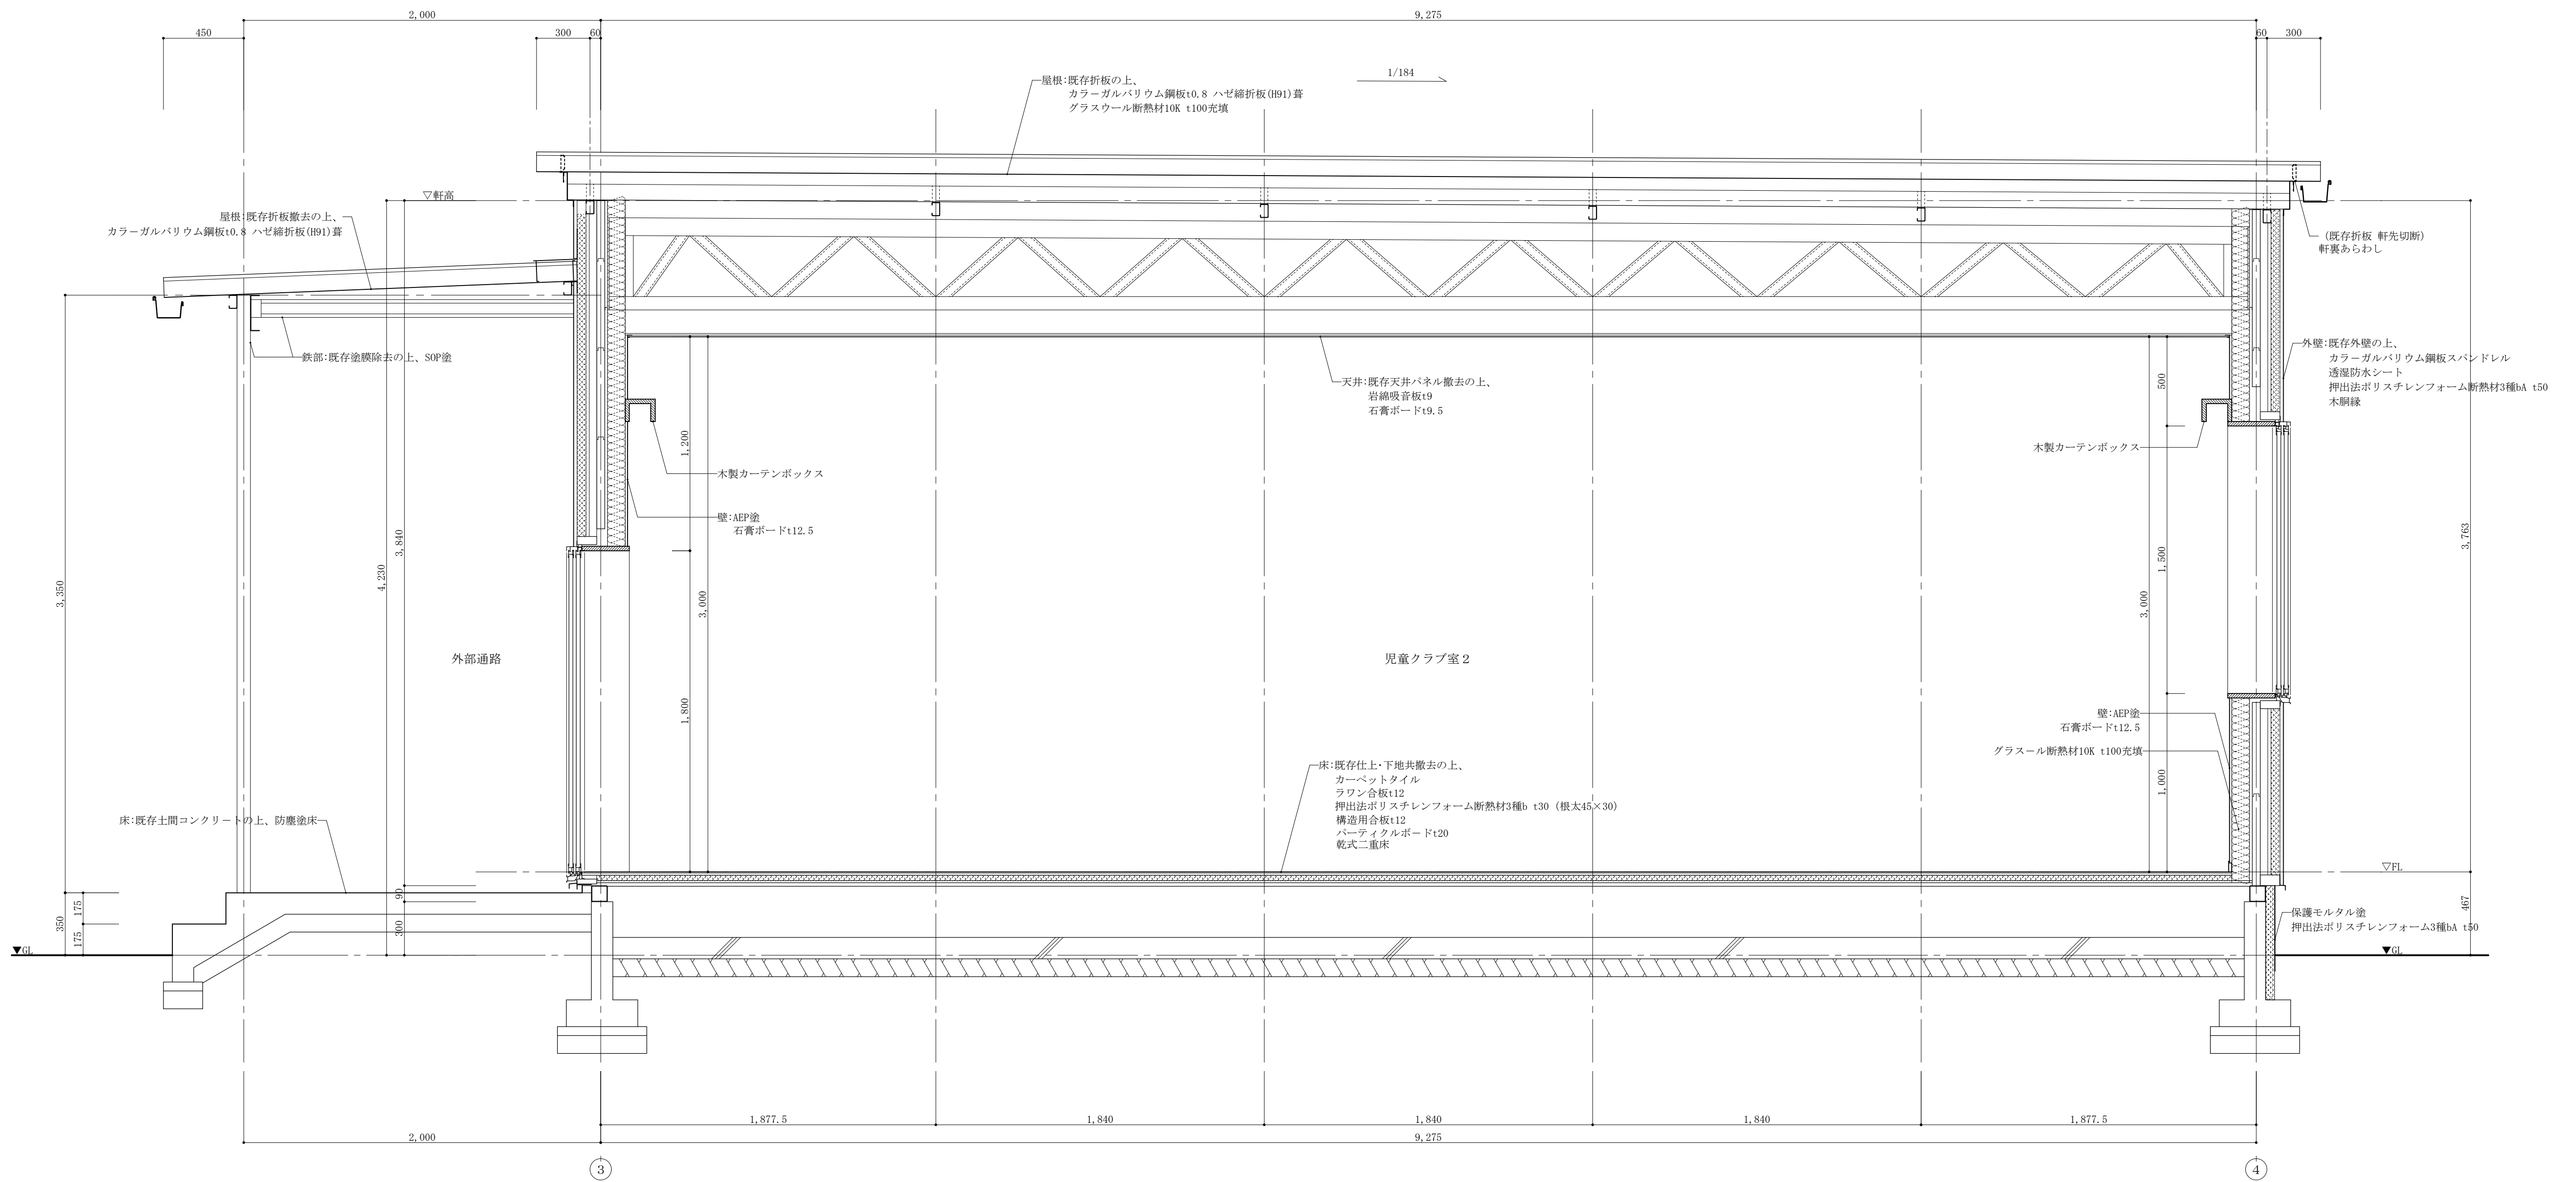 2,000
9,275
450
300
60
60
300
1/184
屋根:既存折板の上、
カラーガルバリウム鋼板t0.8 ハゼ締折板(H91)葺
グラスウール断熱材10K t100充填
▽軒高
屋根:既存折板撤去の上、
カラーガルバリウム鋼板t0.8 ハゼ締折板(H91)葺
(既存折板 軒先切断)
軒裏あらわし
鉄部:既存塗膜除去の上、SOP塗
外壁:既存外壁の上、
カラーガルバリウム鋼板スパンドレル
透湿防水シート
押出法ポリスチレンフォーム断熱材3種bA t50
木胴縁
天井:既存天井パネル撤去の上、
岩綿吸音板t9
石膏ボードt9.5
500
1,200
木製カーテンボックス
木製カーテンボックス
壁:AEP塗
石膏ボードt12.5
3,840
4,230
3,350
3,000
3,000
1,500
3,763
外部通路
児童クラブ室2
1,800
壁:AEP塗
石膏ボードt12.5
グラスール断熱材10K t100充填
1,000
床:既存仕上・下地共撤去の上、
カーペットタイル
ラワン合板t12
押出法ポリスチレンフォーム断熱材3種b t30 (根太45×30)
構造用合板t12
パーティクルボードt20
乾式二重床
床:既存土間コンクリートの上、防塵塗床
▽FL
90
300
350
175
175
467
保護モルタル塗
押出法ポリスチレンフォーム3種bA t50
▼GL
▼GL
1,877.5
1,840
1,840
1,840
1,877.5
2,000
9,275
3
4